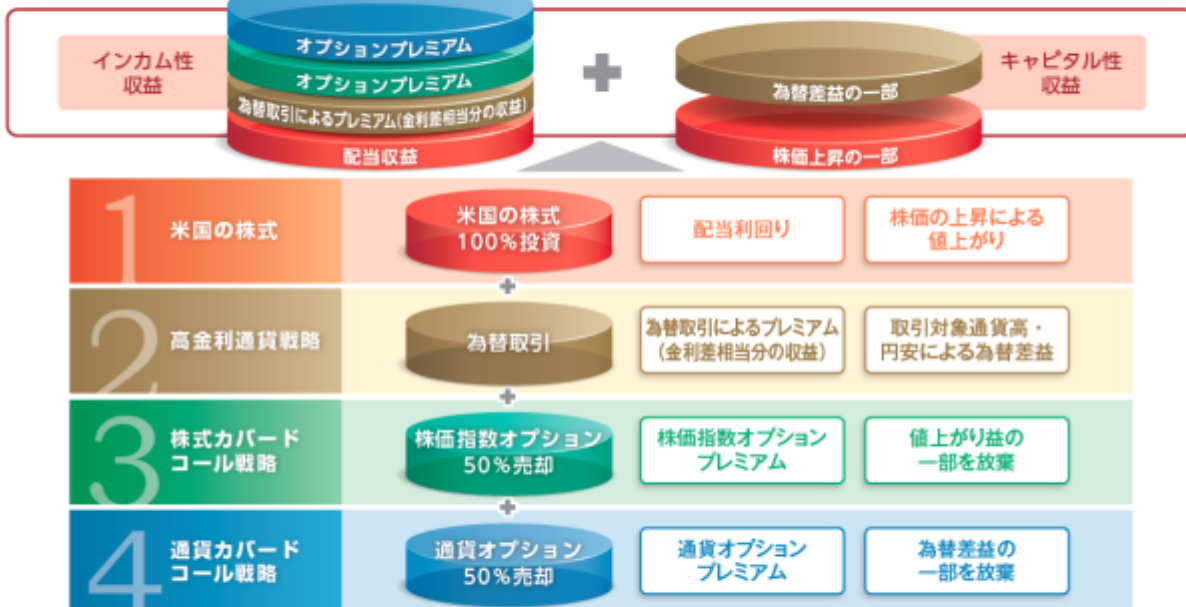 インカム性
収益
オプションプレミアム
オプションプレミアム
為替取引によるプレミアム(金利差相当分の収益)
配当収益
+
為替差益の一部
株価上昇の一部
キャピタル性
収益
1
米国の株式
米国の株式
100%投資
配当利回り
株価の上昇による
値上がり
+
2
高金利通貨戦略
為替取引
為替取引によるプレミアム
(金利差相当分の収益)
取引対象通貨高・
円安による為替差益
+
3
株式カバード
コール戦略
株価指数オプション
50%売却
株価指数オプション
プレミアム
値上がり益の
一部を放棄
+
4
通貨カバード
コール戦略
通貨オプション
50%売却
通貨オプション
プレミアム
為替差益の
一部を放棄